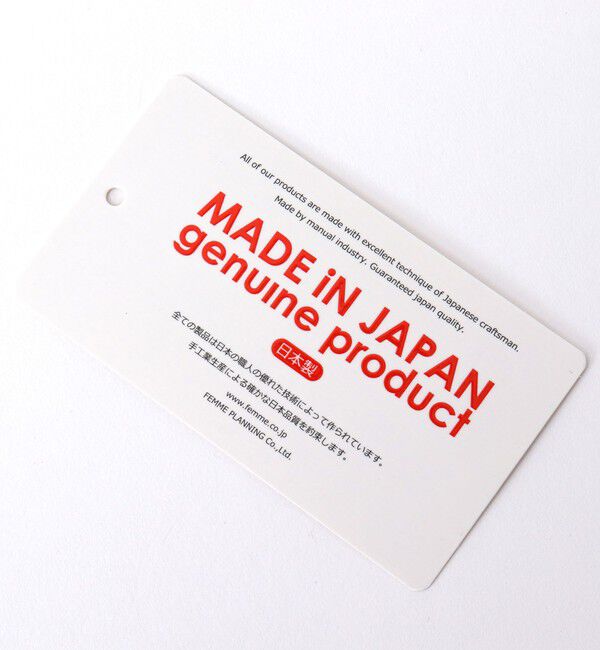 All of our products are made with excellent technique of Japanese craftsman.
Made by manual industry. Guaranteed japan quality.
MADE iN JAPAN
genuine product
日本製
全ての製品は日本の職人の優れた技術によって作られています。
手工業生産による確かな日本品質を約束します。
www.femme.co.jp
FEMME PLANNING Co.,Ltd.